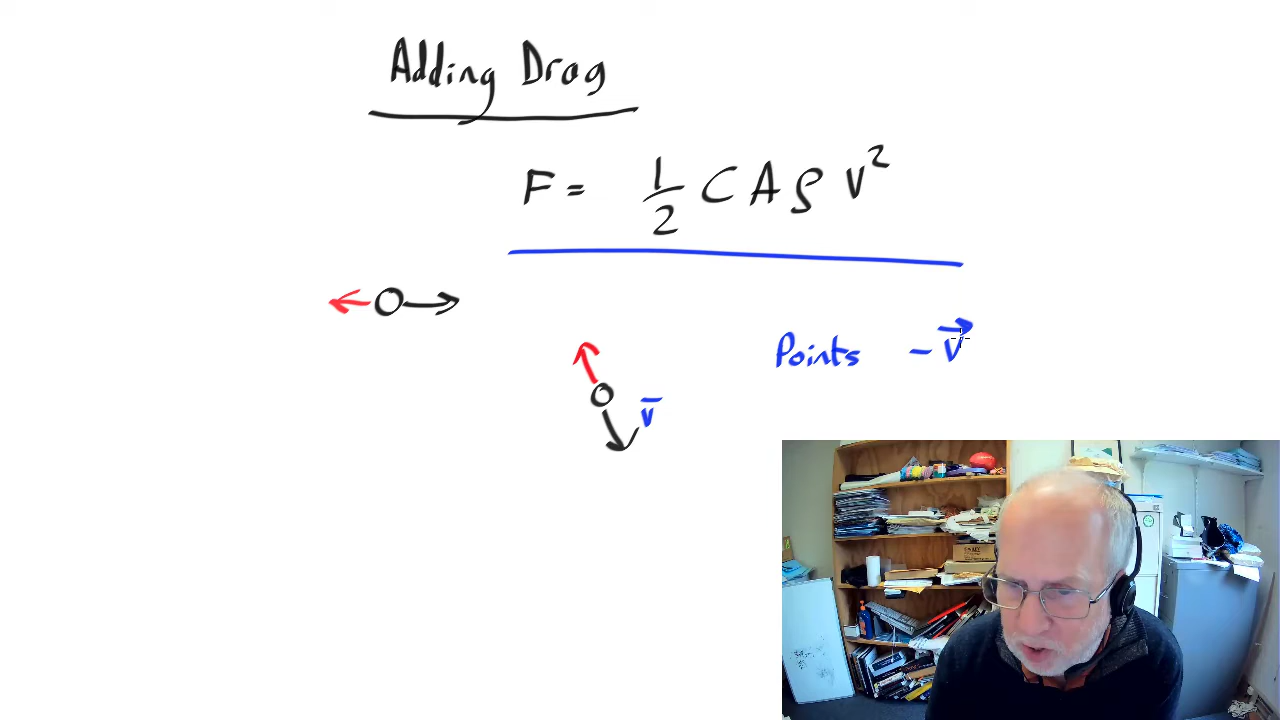 Adding Drag
F = 1/2 C A ρ v²
Points - v⃗
v̄